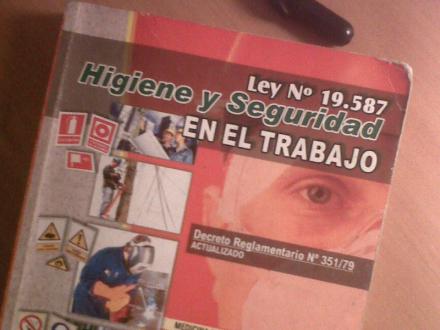 Ley Nº 19.587
Higiene y Seguridad
EN EL TRABAJO
Decreto Reglamentario Nº 351/79
ACTUALIZADO